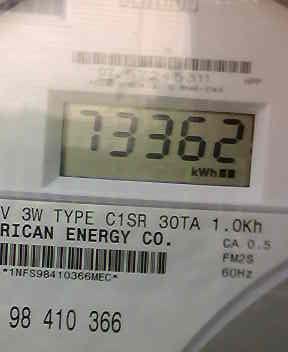 73362
kWh
V 3W TYPE C1SR 30TA 1.0Kh
RICAN ENERGY CO.
CA 0.5
FM2S
60Hz
*1NFS98410366MEC*
98 410 366